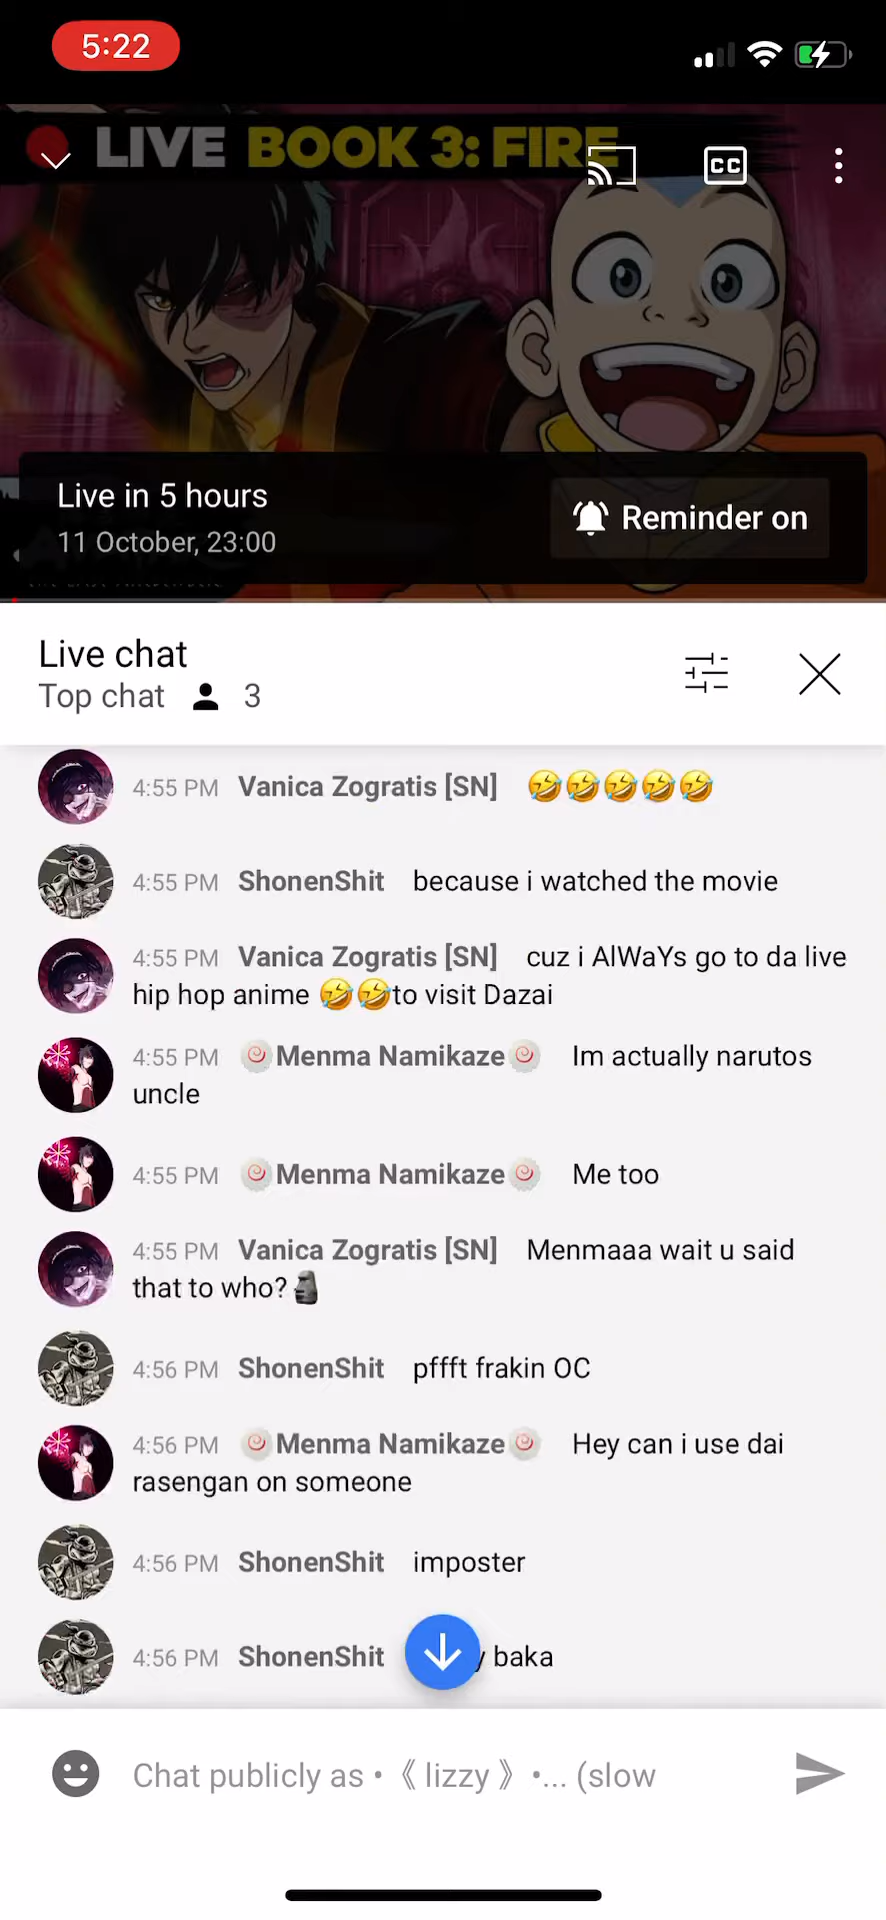 5:22
LIVE BOOK 3: FIRE
CC
Live in 5 hours
11 October, 23:00
Reminder on
Live chat
Top chat 3
4:55 PM Vanica Zogratis [SN] 🤣🤣🤣🤣🤣
4:55 PM ShonenShit because i watched the movie
4:55 PM Vanica Zogratis [SN] cuz i AlWaYs go to da live
hip hop anime 🤣🤣to visit Dazai
4:55 PM 🍥Menma Namikaze🍥 Im actually narutos
uncle
4:55 PM 🍥Menma Namikaze🍥 Me too
4:55 PM Vanica Zogratis [SN] Menmaaa wait u said
that to who?🗿
4:56 PM ShonenShit pffft frakin OC
4:56 PM 🍥Menma Namikaze🍥 Hey can i use dai
rasengan on someone
4:56 PM ShonenShit imposter
4:56 PM ShonenShit baka
Chat publicly as •《 lizzy 》•... (slow